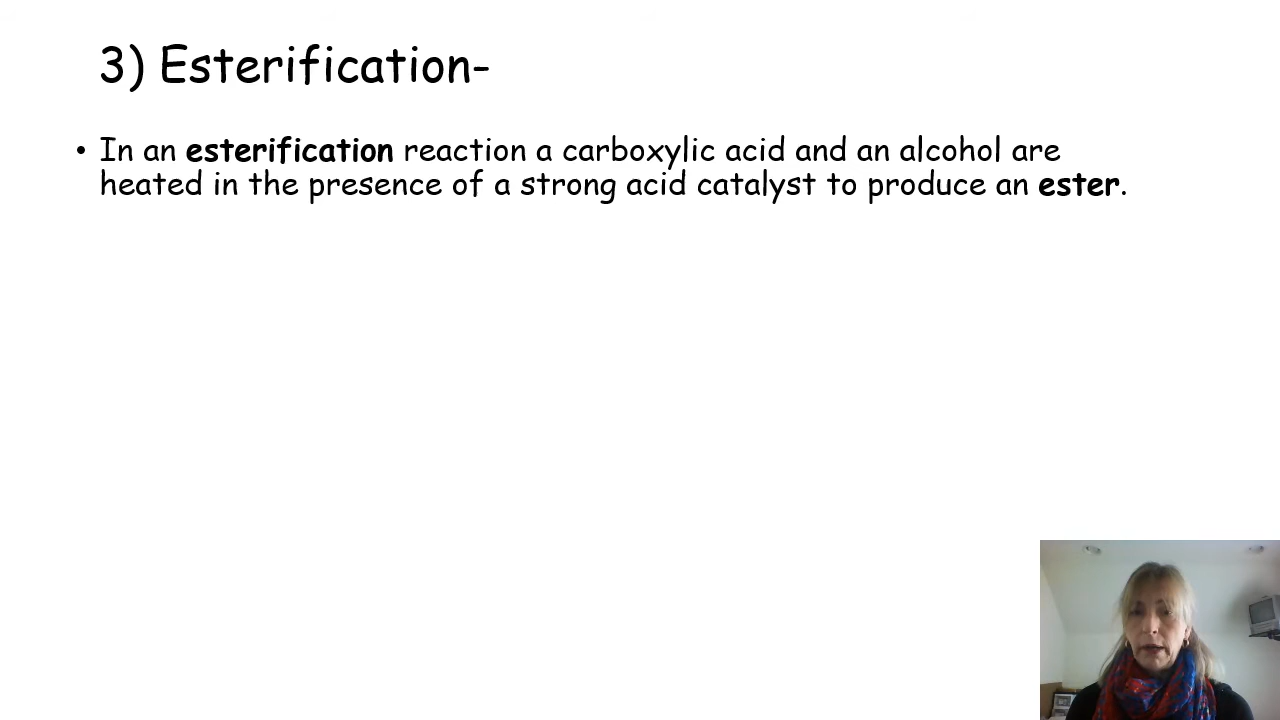 3) Esterification-
• In an esterification reaction a carboxylic acid and an alcohol are
heated in the presence of a strong acid catalyst to produce an ester.